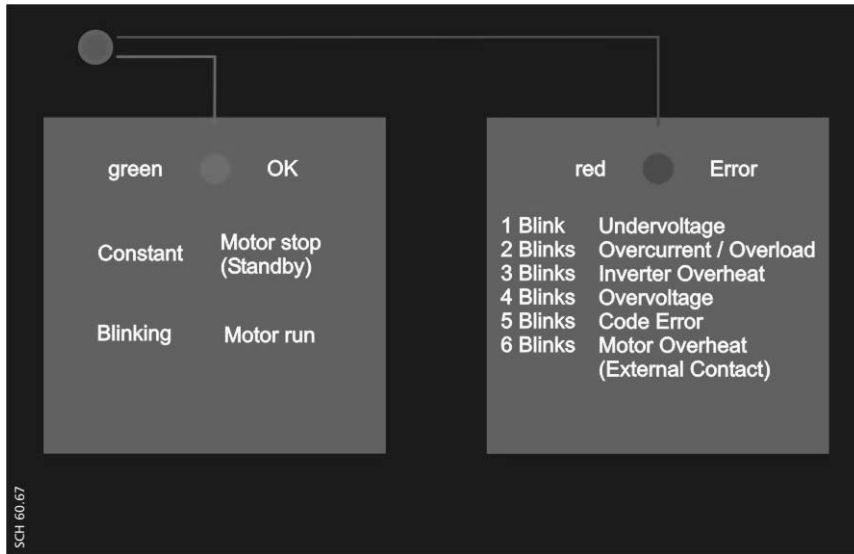 green OK
Constant Motor stop
(Standby)
Blinking Motor run
red Error
1 Blink Undervoltage
2 Blinks Overcurrent / Overload
3 Blinks Inverter Overheat
4 Blinks Overvoltage
5 Blinks Code Error
6 Blinks Motor Overheat
(External Contact)
SCH 60.67